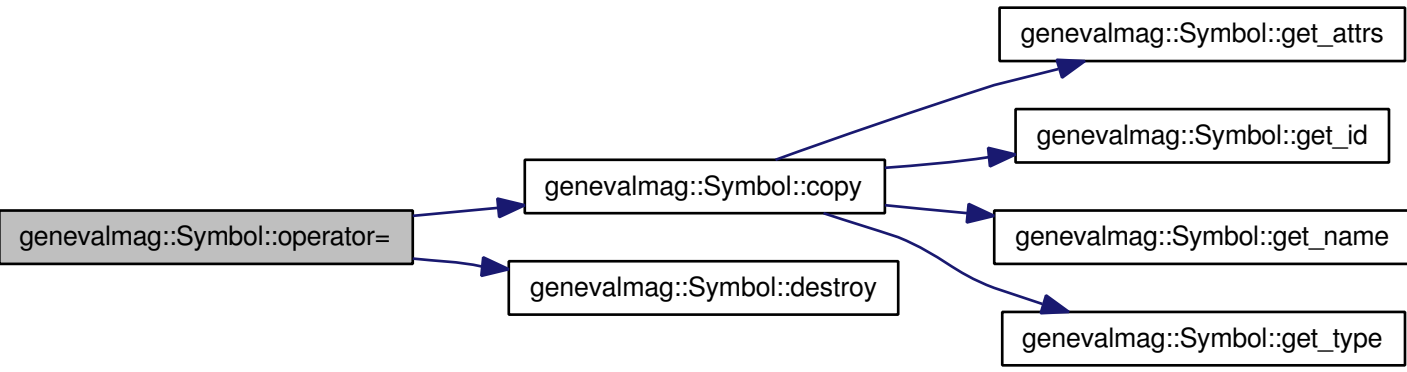 genevalmag::Symbol::get_attrs
genevalmag::Symbol::get_id
genevalmag::Symbol::copy
genevalmag::Symbol::operator=
genevalmag::Symbol::get_name
genevalmag::Symbol::destroy
genevalmag::Symbol::get_type